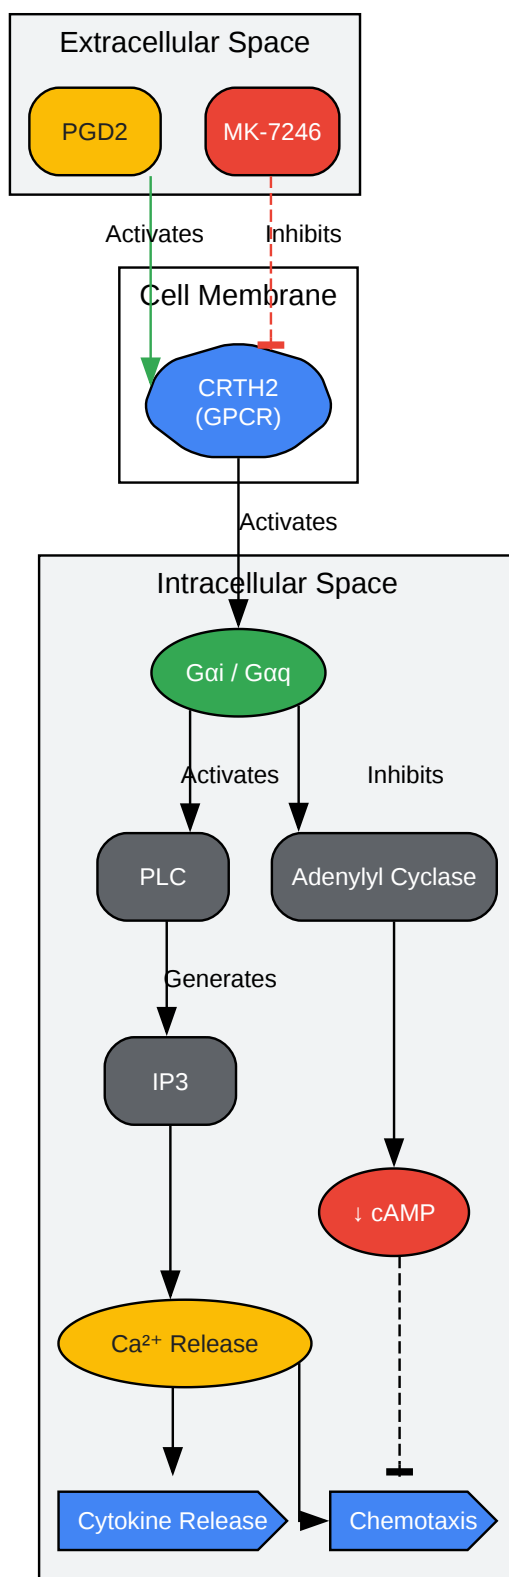 Extracellular Space
PGD2
MK-7246
Activates
Inhibits
Cell Membrane
CRTH2
(GPCR)
Activates
Intracellular Space
Gαi / Gαq
Activates
Inhibits
PLC
Adenylyl Cyclase
Generates
IP3
↓ cAMP
Ca²⁺ Release
Cytokine Release
Chemotaxis